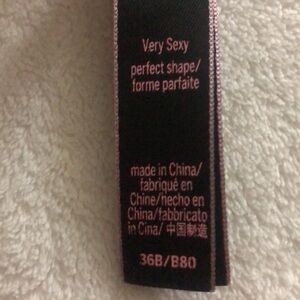 Very Sexy
perfect shape/
forme parfaite
made in China/
fabriqué en
Chine/hecho en
China/fabbricato
in Cina/ 中国制造
36B/B80